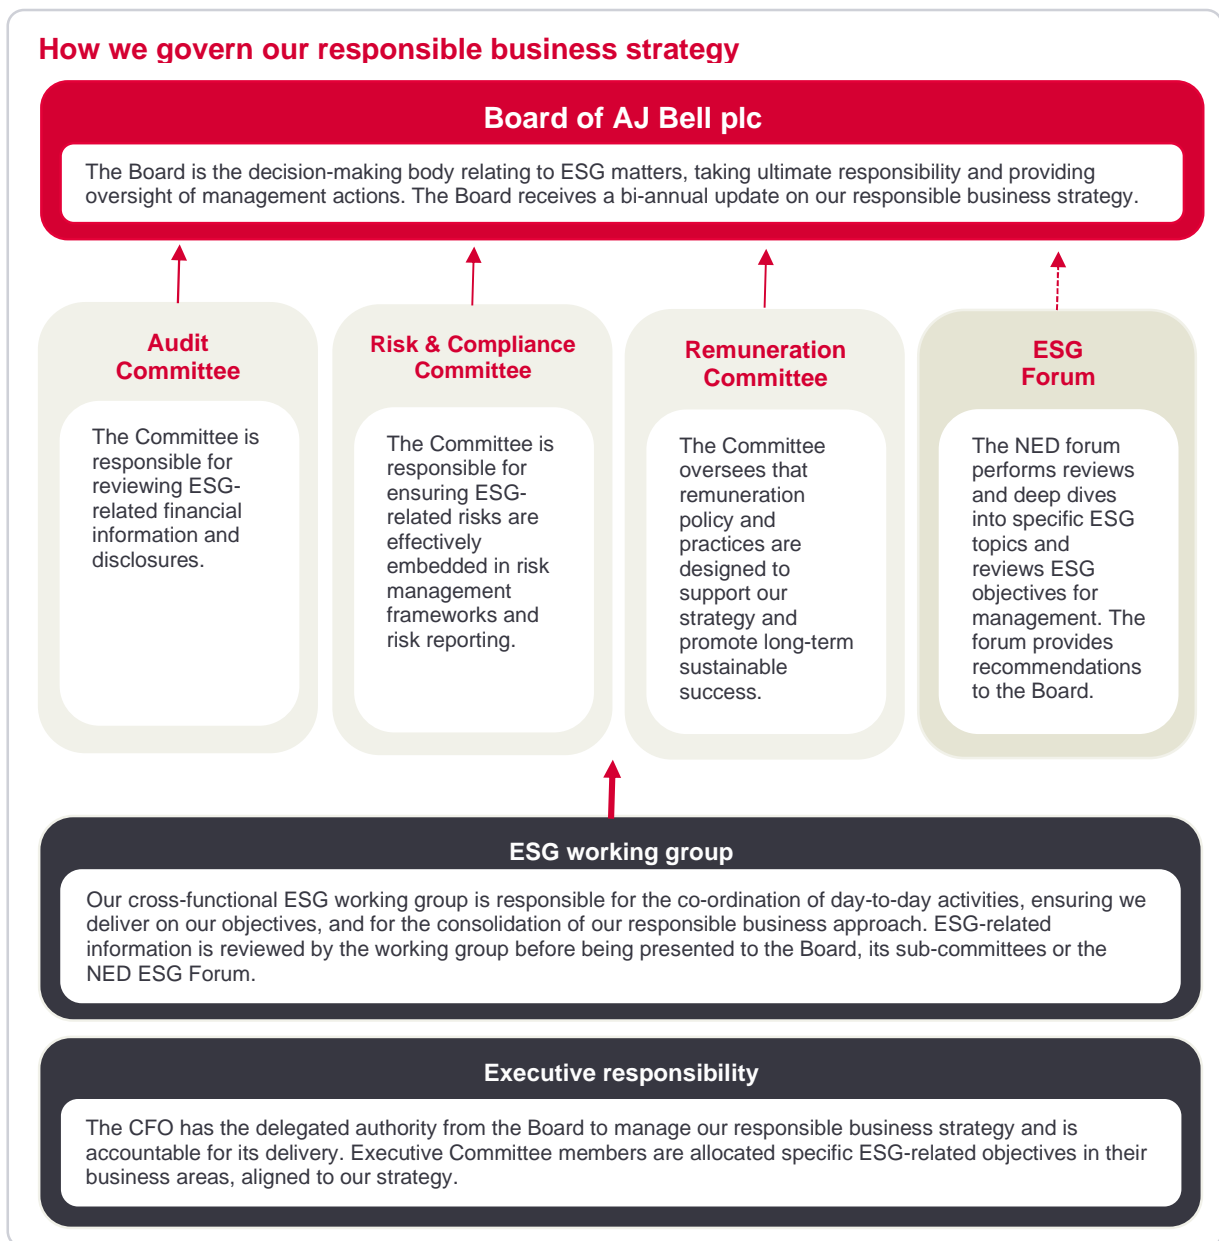 How we govern our responsible business strategy
Board of AJ Bell plc
The Board is the decision-making body relating to ESG matters, taking ultimate responsibility and providing
oversight of management actions. The Board receives a bi-annual update on our responsible business strategy.
Audit
Committee
The Committee is
responsible for
reviewing ESG-
related financial
information and
disclosures.
Risk & Compliance
Committee
The Committee is
responsible for
ensuring ESG-
related risks are
effectively
embedded in risk
management
frameworks and
risk reporting.
Remuneration
Committee
The Committee
oversees that
remuneration
policy and
practices are
designed to
support our
strategy and
promote long-term
sustainable
success.
ESG
Forum
The NED forum
performs reviews
and deep dives
into specific ESG
topics and
reviews ESG
objectives for
management. The
forum provides
recommendations
to the Board.
ESG working group
Our cross-functional ESG working group is responsible for the co-ordination of day-to-day activities, ensuring we
deliver on our objectives, and for the consolidation of our responsible business approach. ESG-related
information is reviewed by the working group before being presented to the Board, its sub-committees or the
NED ESG Forum.
Executive responsibility
The CFO has the delegated authority from the Board to manage our responsible business strategy and is
accountable for its delivery. Executive Committee members are allocated specific ESG-related objectives in their
business areas, aligned to our strategy.